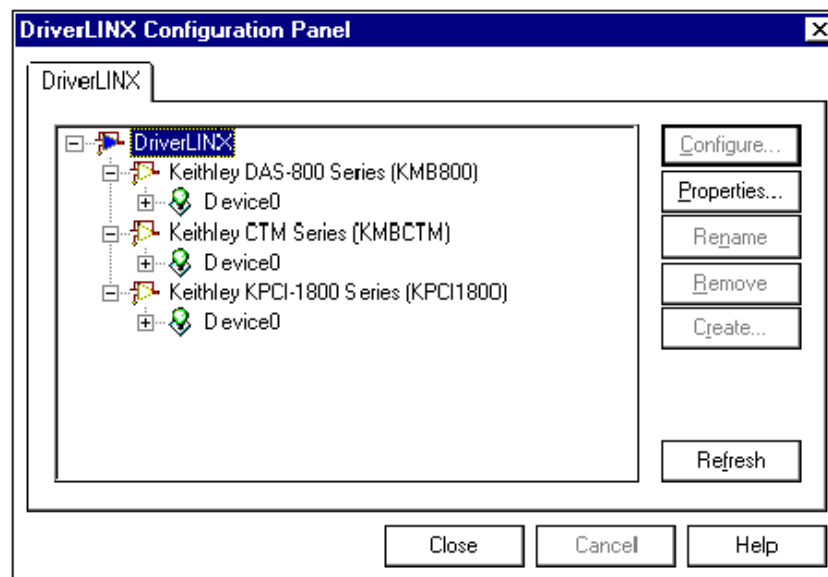 DriverLINX Configuration Panel
DriverLINX
DriverLINX
Keithley DAS-800 Series (KMB800)
Device0
Keithley CTM Series (KMBCTM)
Device0
Keithley KPCI-1800 Series (KPCI1800)
Device0
Configure...
Properties...
Rename
Remove
Create...
Refresh
Close
Cancel
Help